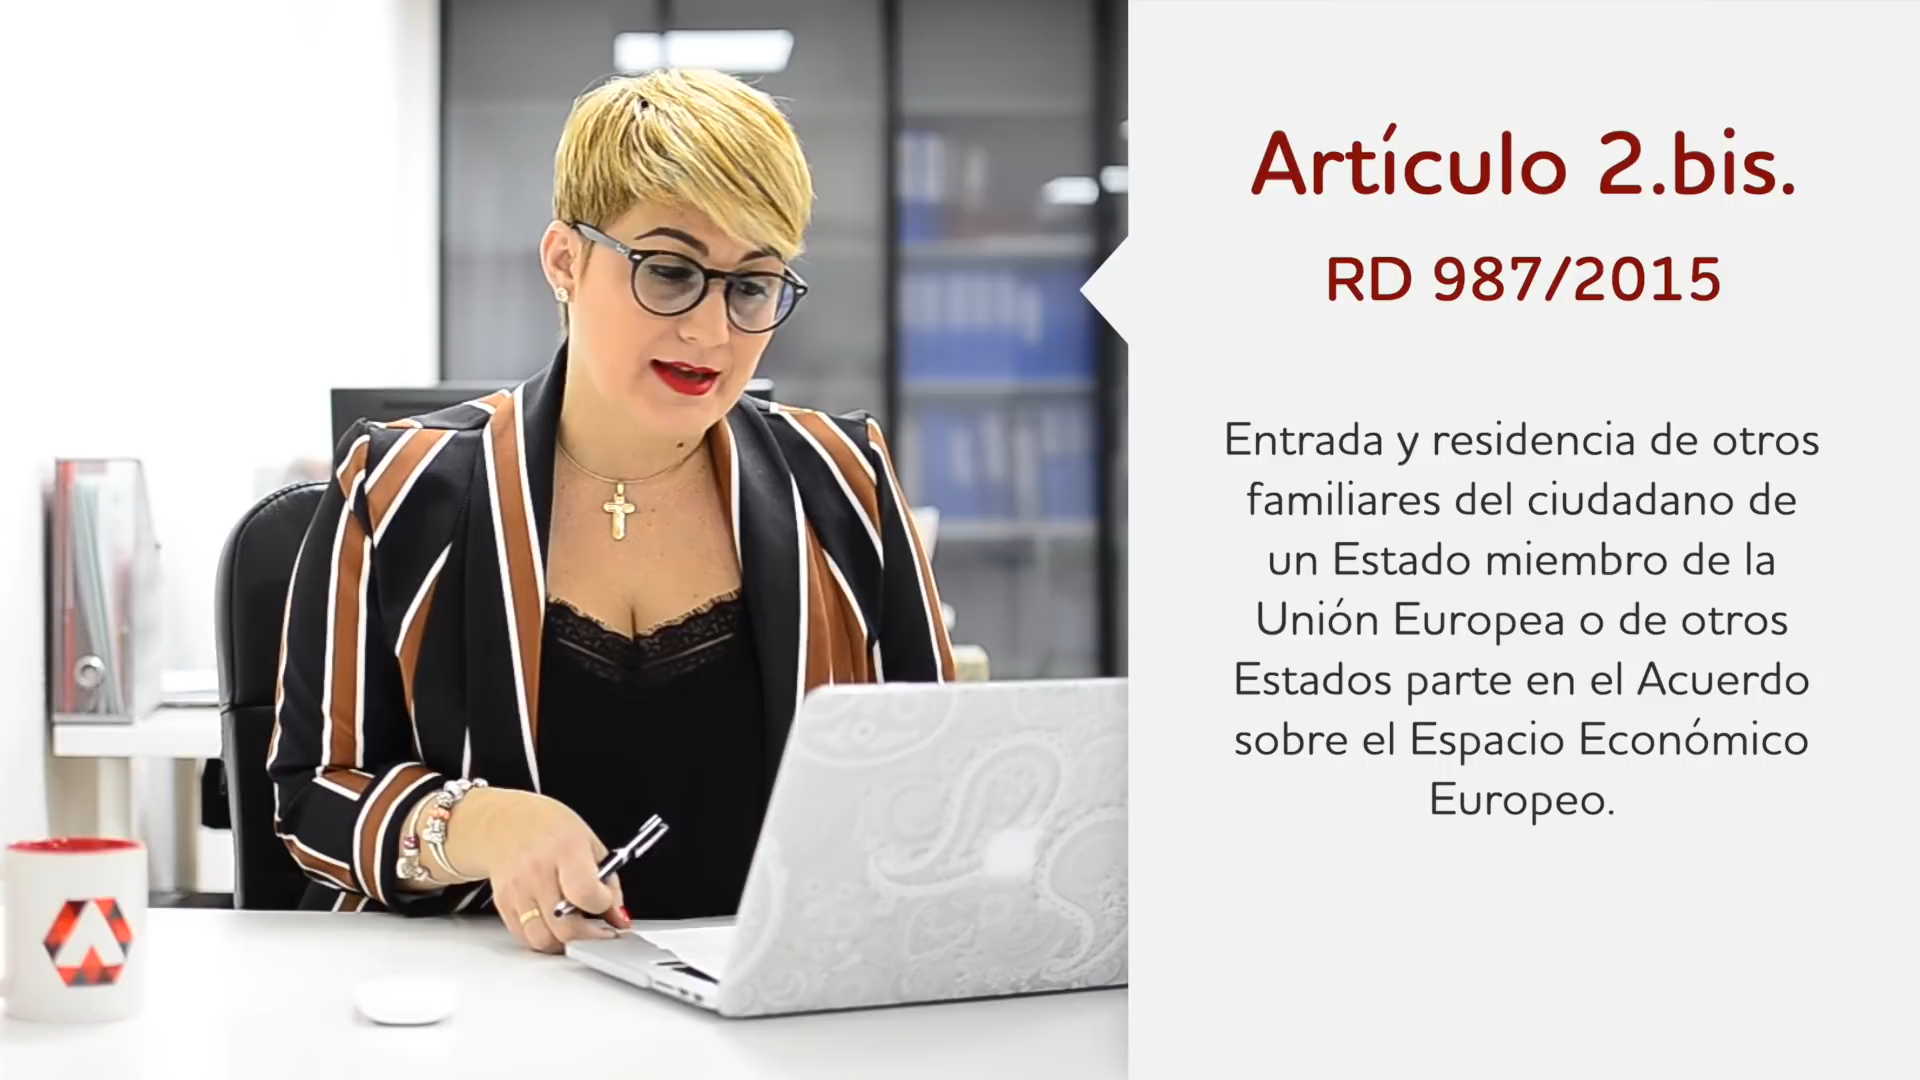 Artículo 2.bis.
RD 987/2015
Entrada y residencia de otros
familiares del ciudadano de
un Estado miembro de la
Unión Europea o de otros
Estados parte en el Acuerdo
sobre el Espacio Económico
Europeo.